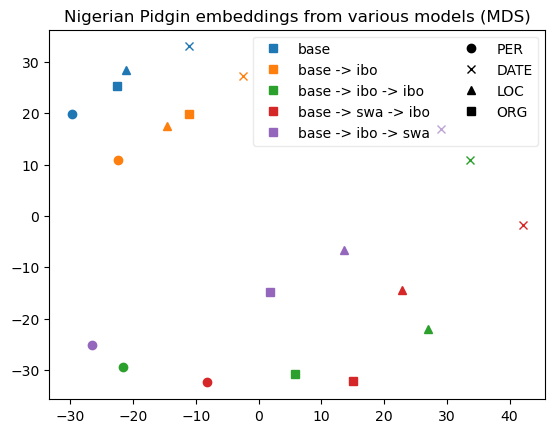 Nigerian Pidgin embeddings from various models (MDS)
base
base -> ibo
base -> ibo -> ibo
base -> swa -> ibo
base -> ibo -> swa
PER
DATE
LOC
ORG
30
20
10
0
−10
−20
−30
−30
−20
−10
0
10
20
30
40